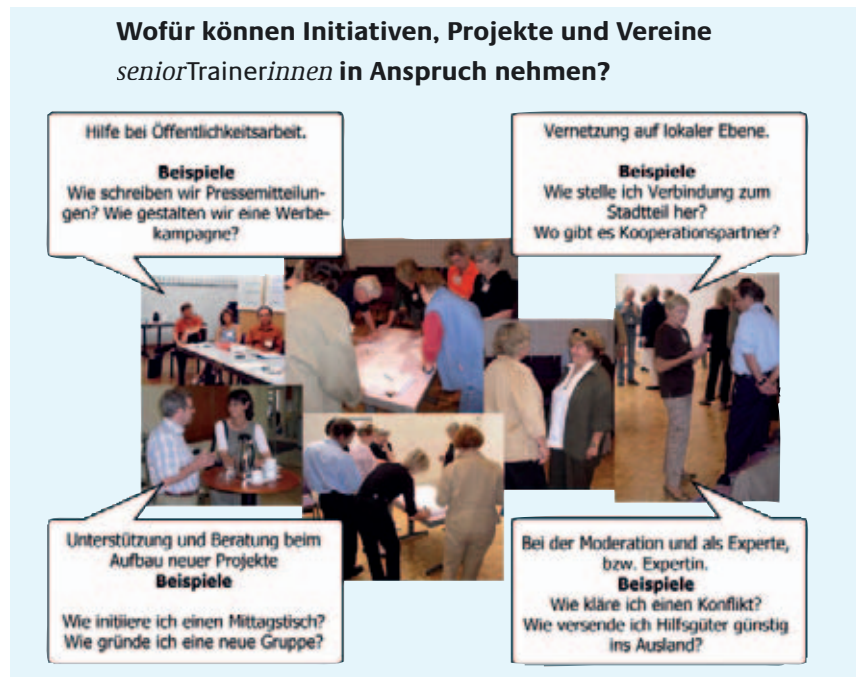 Wofür können Initiativen, Projekte und Vereine
seniorTrainerinnen in Anspruch nehmen?
Hilfe bei Öffentlichkeitsarbeit.
Beispiele
Wie schreiben wir Pressemitteilun-
gen? Wie gestalten wir eine Werbe-
kampagne?
Vernetzung auf lokaler Ebene.
Beispiele
Wie stelle ich Verbindung zum
Stadtteil her?
Wo gibt es Kooperationspartner?
Unterstützung und Beratung beim
Aufbau neuer Projekte
Beispiele
Wie initiiere ich einen Mittagstisch?
Wie gründe ich eine neue Gruppe?
Bei der Moderation und als Experte,
bzw. Expertin.
Beispiele
Wie kläre ich einen Konflikt?
Wie versende ich Hilfsgüter günstig
ins Ausland?